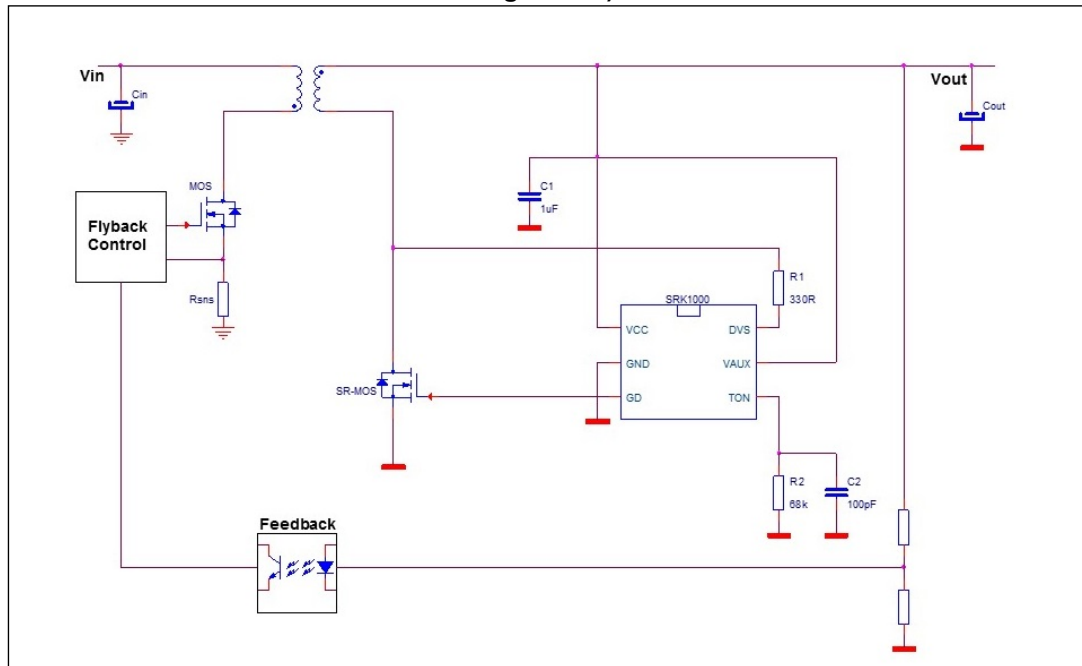 Vin
Cin
Vout
Cout
MOS
C1
1uF
Flyback
Control
Rsns
R1
330R
SRK1000
VCC
DVS
GND
VAUX
GD
TON
SR-MOS
R2
68k
C2
100pF
Feedback